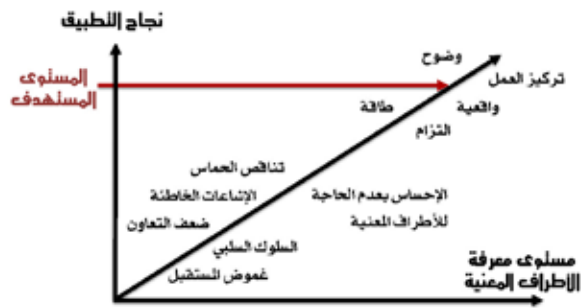 نجاح التطبيق
وضوح
تركيز العمل
المستوى
المستهدف
طاقة
واقعية
التزام
تناقص الحماس
الإشاعات الخاطئة
الإحساس بعدم الحاجة
للأطراف المعنية
ضعف التعاون
السلوك السلبي
غموض المستقبل
مستوى معرفة
الاطراف المعنية